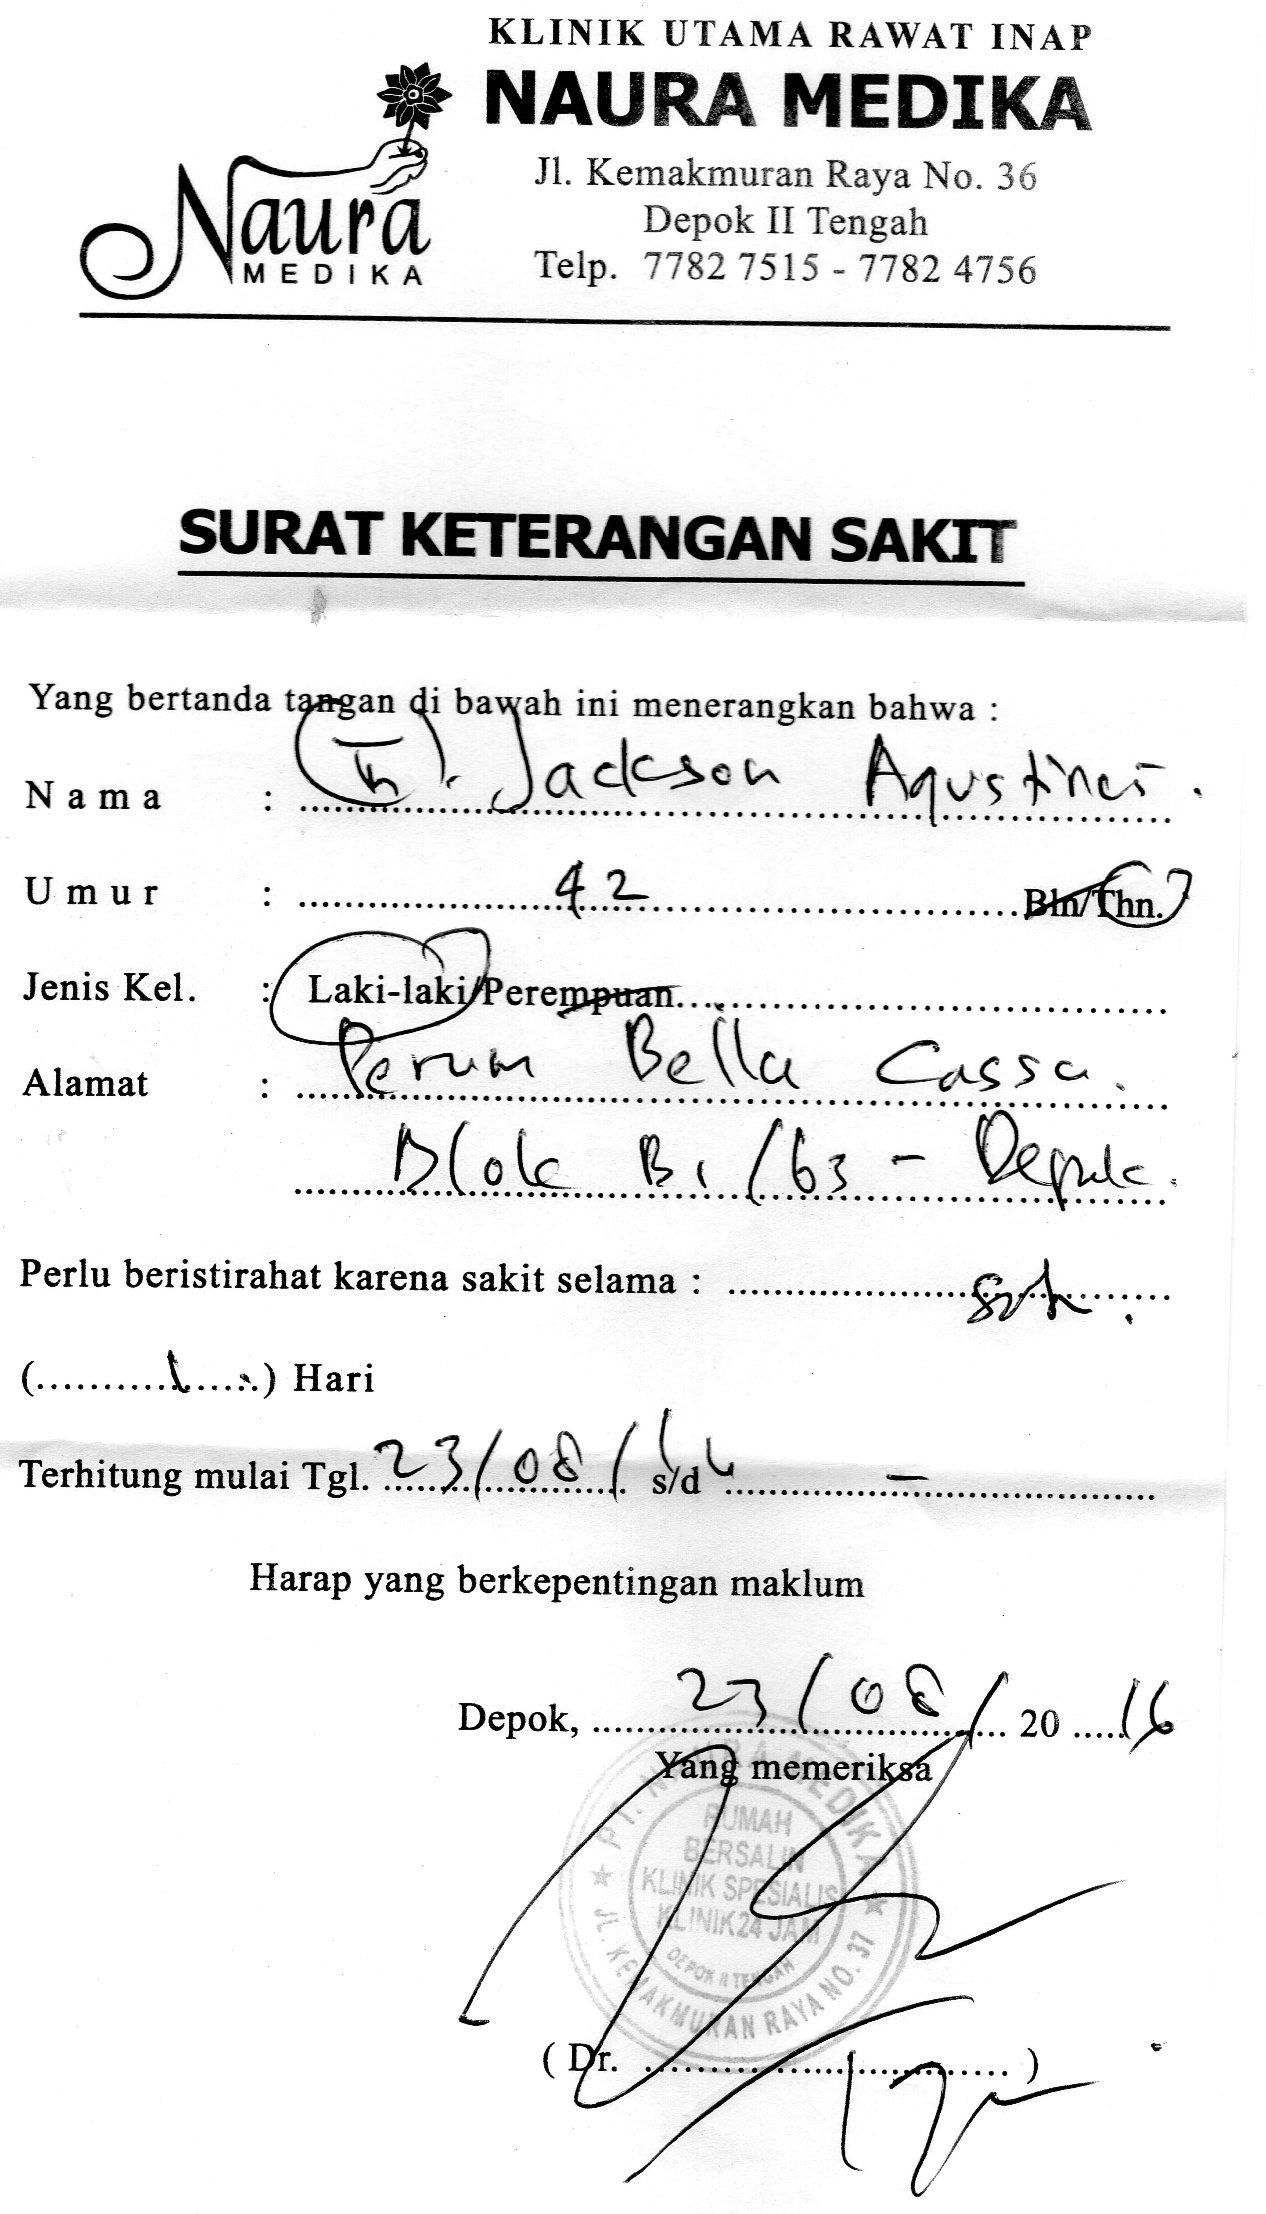 KLINIK UTAMA RAWAT INAP
NAURA MEDIKA
Naura
MEDIKA
Jl. Kemakmuran Raya No. 36
Depok II Tengah
Telp. 7782 7515 - 7782 4756
SURAT KETERANGAN SAKIT
Yang bertanda tangan di bawah ini menerangkan bahwa :
Nama : Tn. Jackson
Umur : 42 Bln/Thn.
Jenis Kel. : Laki-laki/Perempuan
Alamat : Perum Bella Cassa.
Blok B1/63 - Depok.
Perlu beristirahat karena sakit selama :
(...........1......) Hari
Terhitung mulai Tgl. 23/08/16 s/d -
Harap yang berkepentingan maklum
Depok, 23/08/ 20 16
Yang memeriksa
PT. NAURA MEDIKA
RUMAH
BERSALIN
KLINIK SPESIALIS
KLINIK 24 JAM
DEPOK II TENGAH
JL. KEMAKMURAN RAYA NO. 37
( Dr. .................................. )